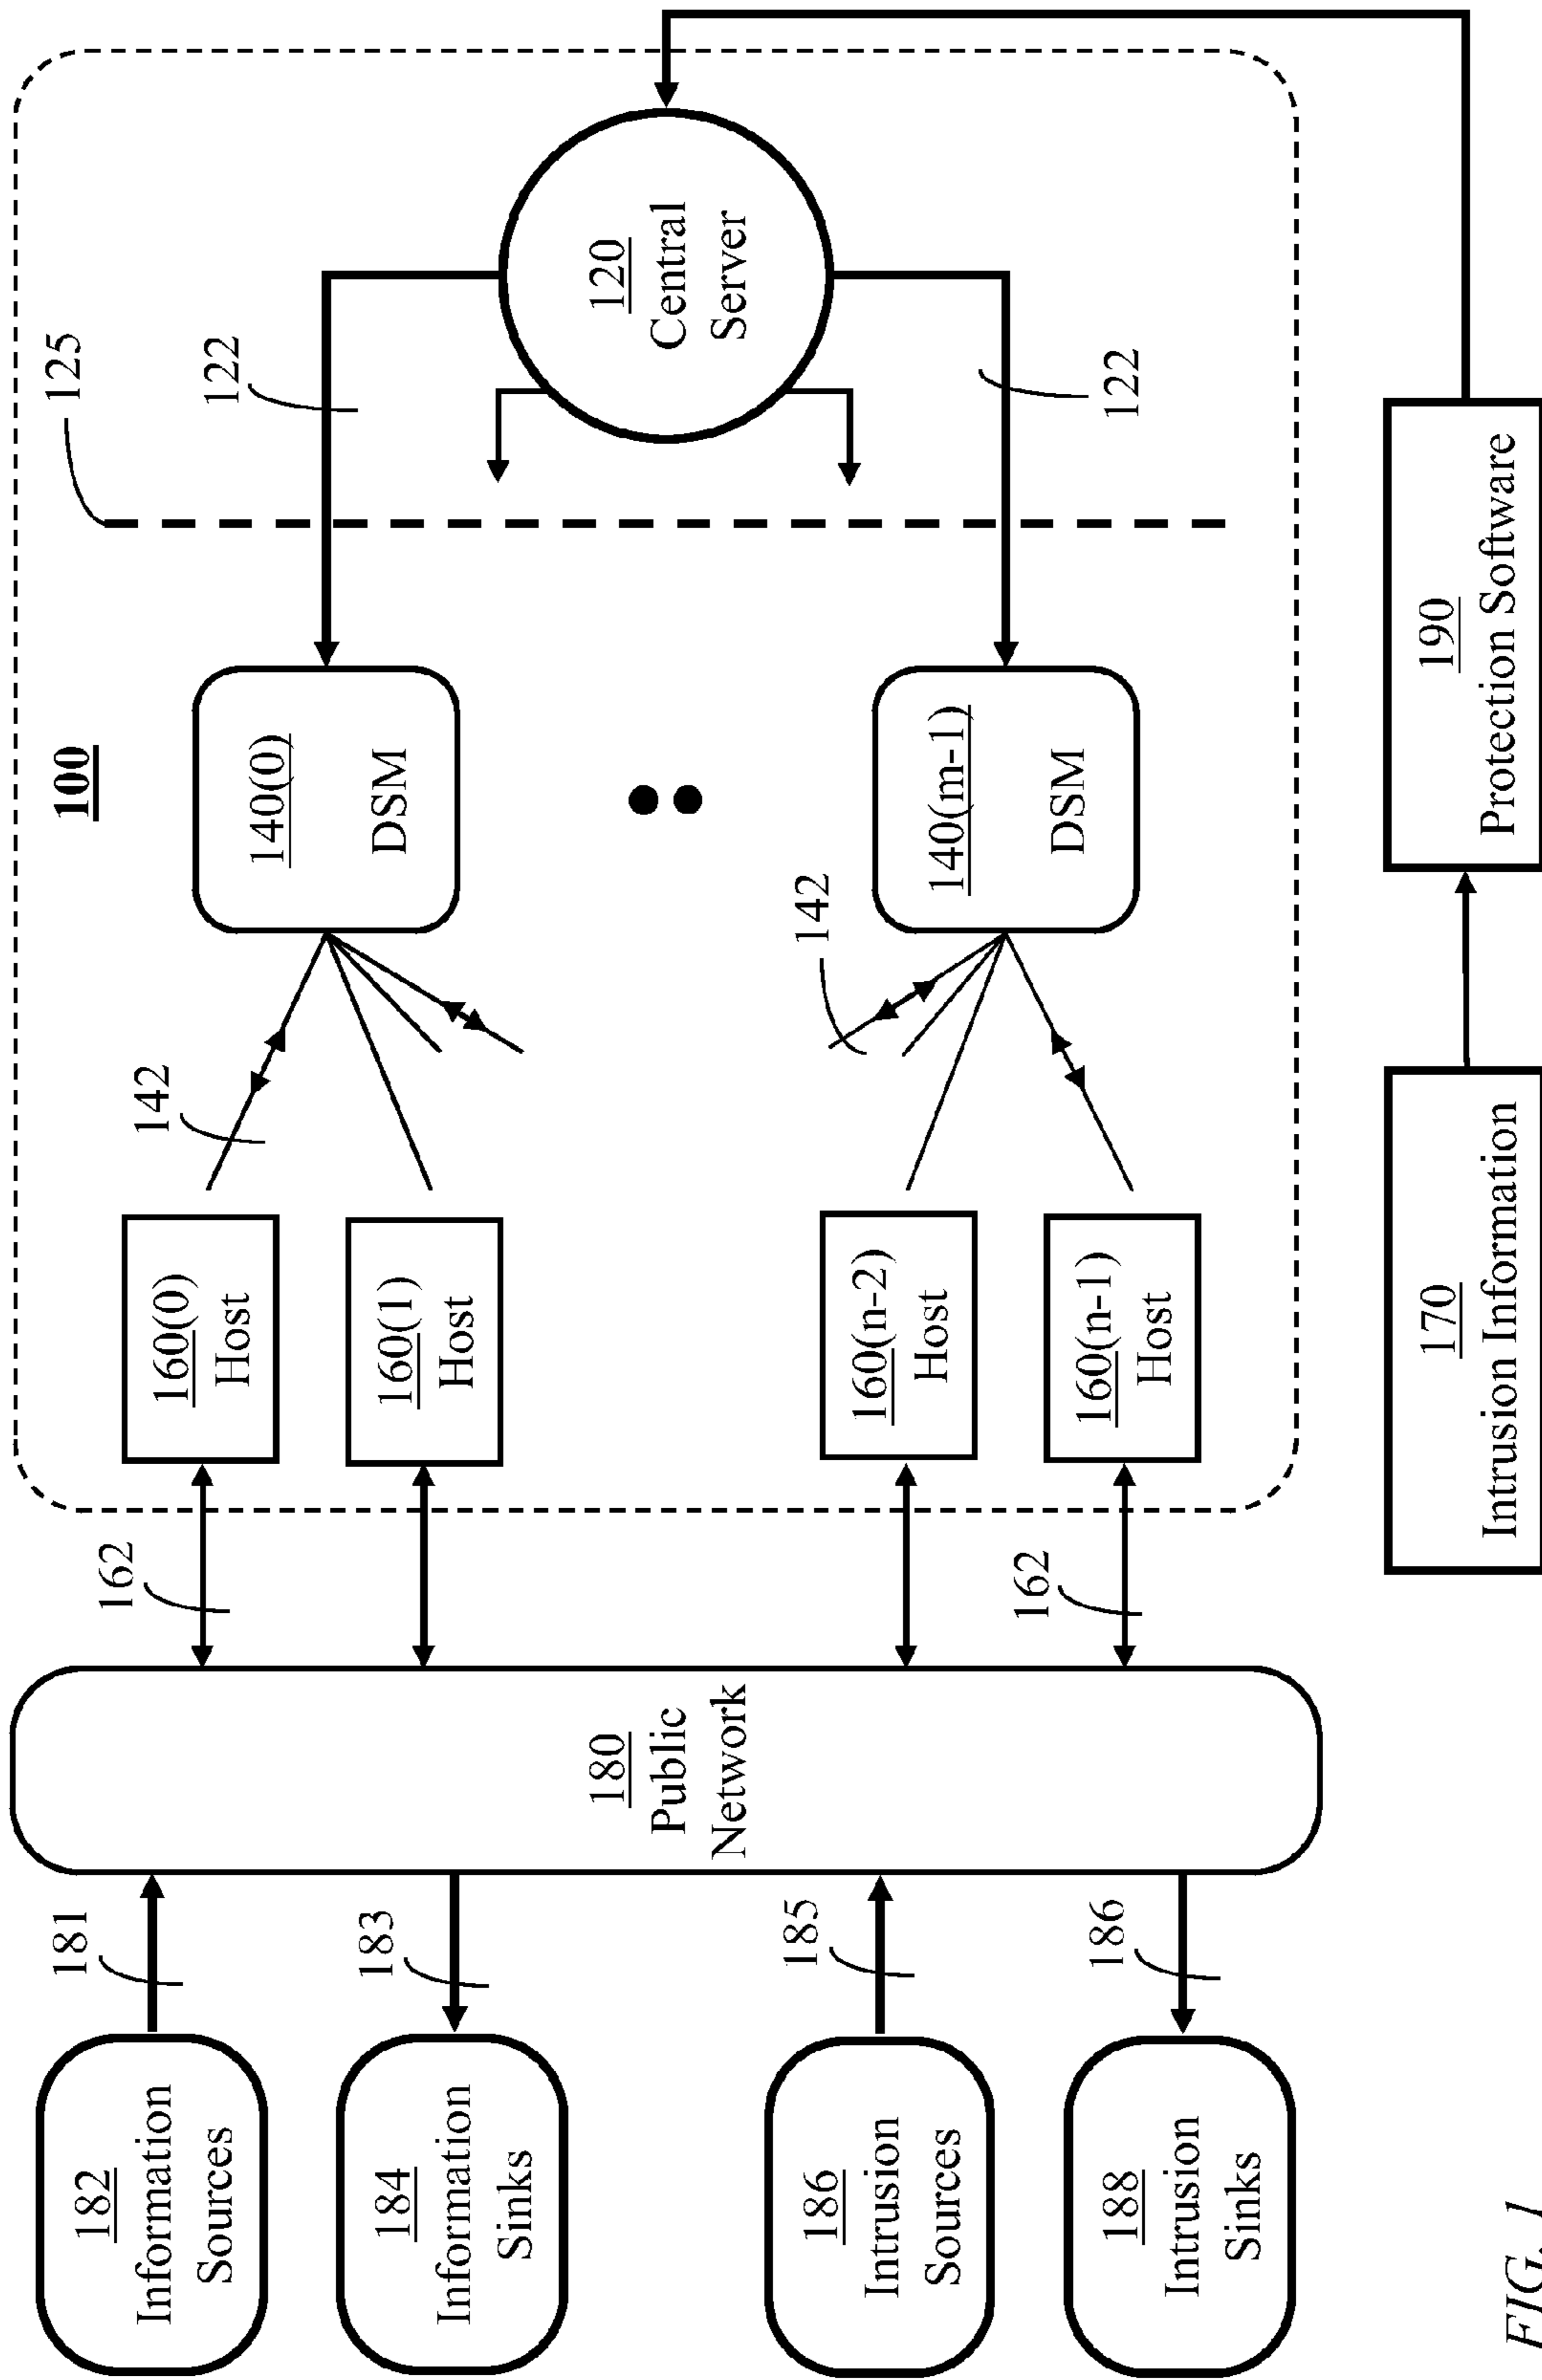 100
125
182
Information
Sources
181
162
160(0)
Host
142
140(0)
DSM
122
184
Information
Sinks
183
160(1)
Host
180
Public
Network
120
Central
Server
186
Intrusion
Sources
185
160(n-2)
Host
142
140(m-1)
DSM
188
Intrusion
Sinks
186
162
160(n-1)
Host
122
170
Intrusion Information
190
Protection Software
FIG. 1